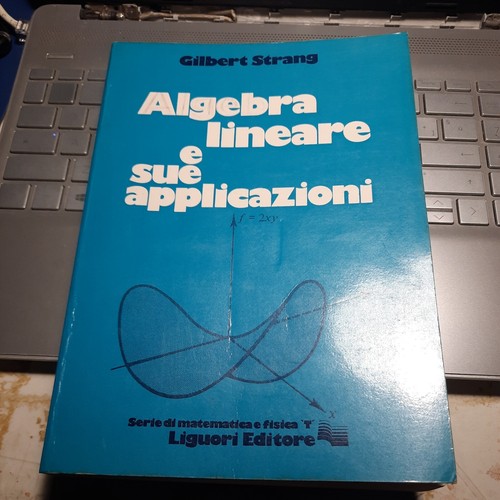 Gilbert Strang
Algebra
lineare
e
sue
applicazioni
f = 2xy
x
Serie di matematica e fisica
Liguori Editore